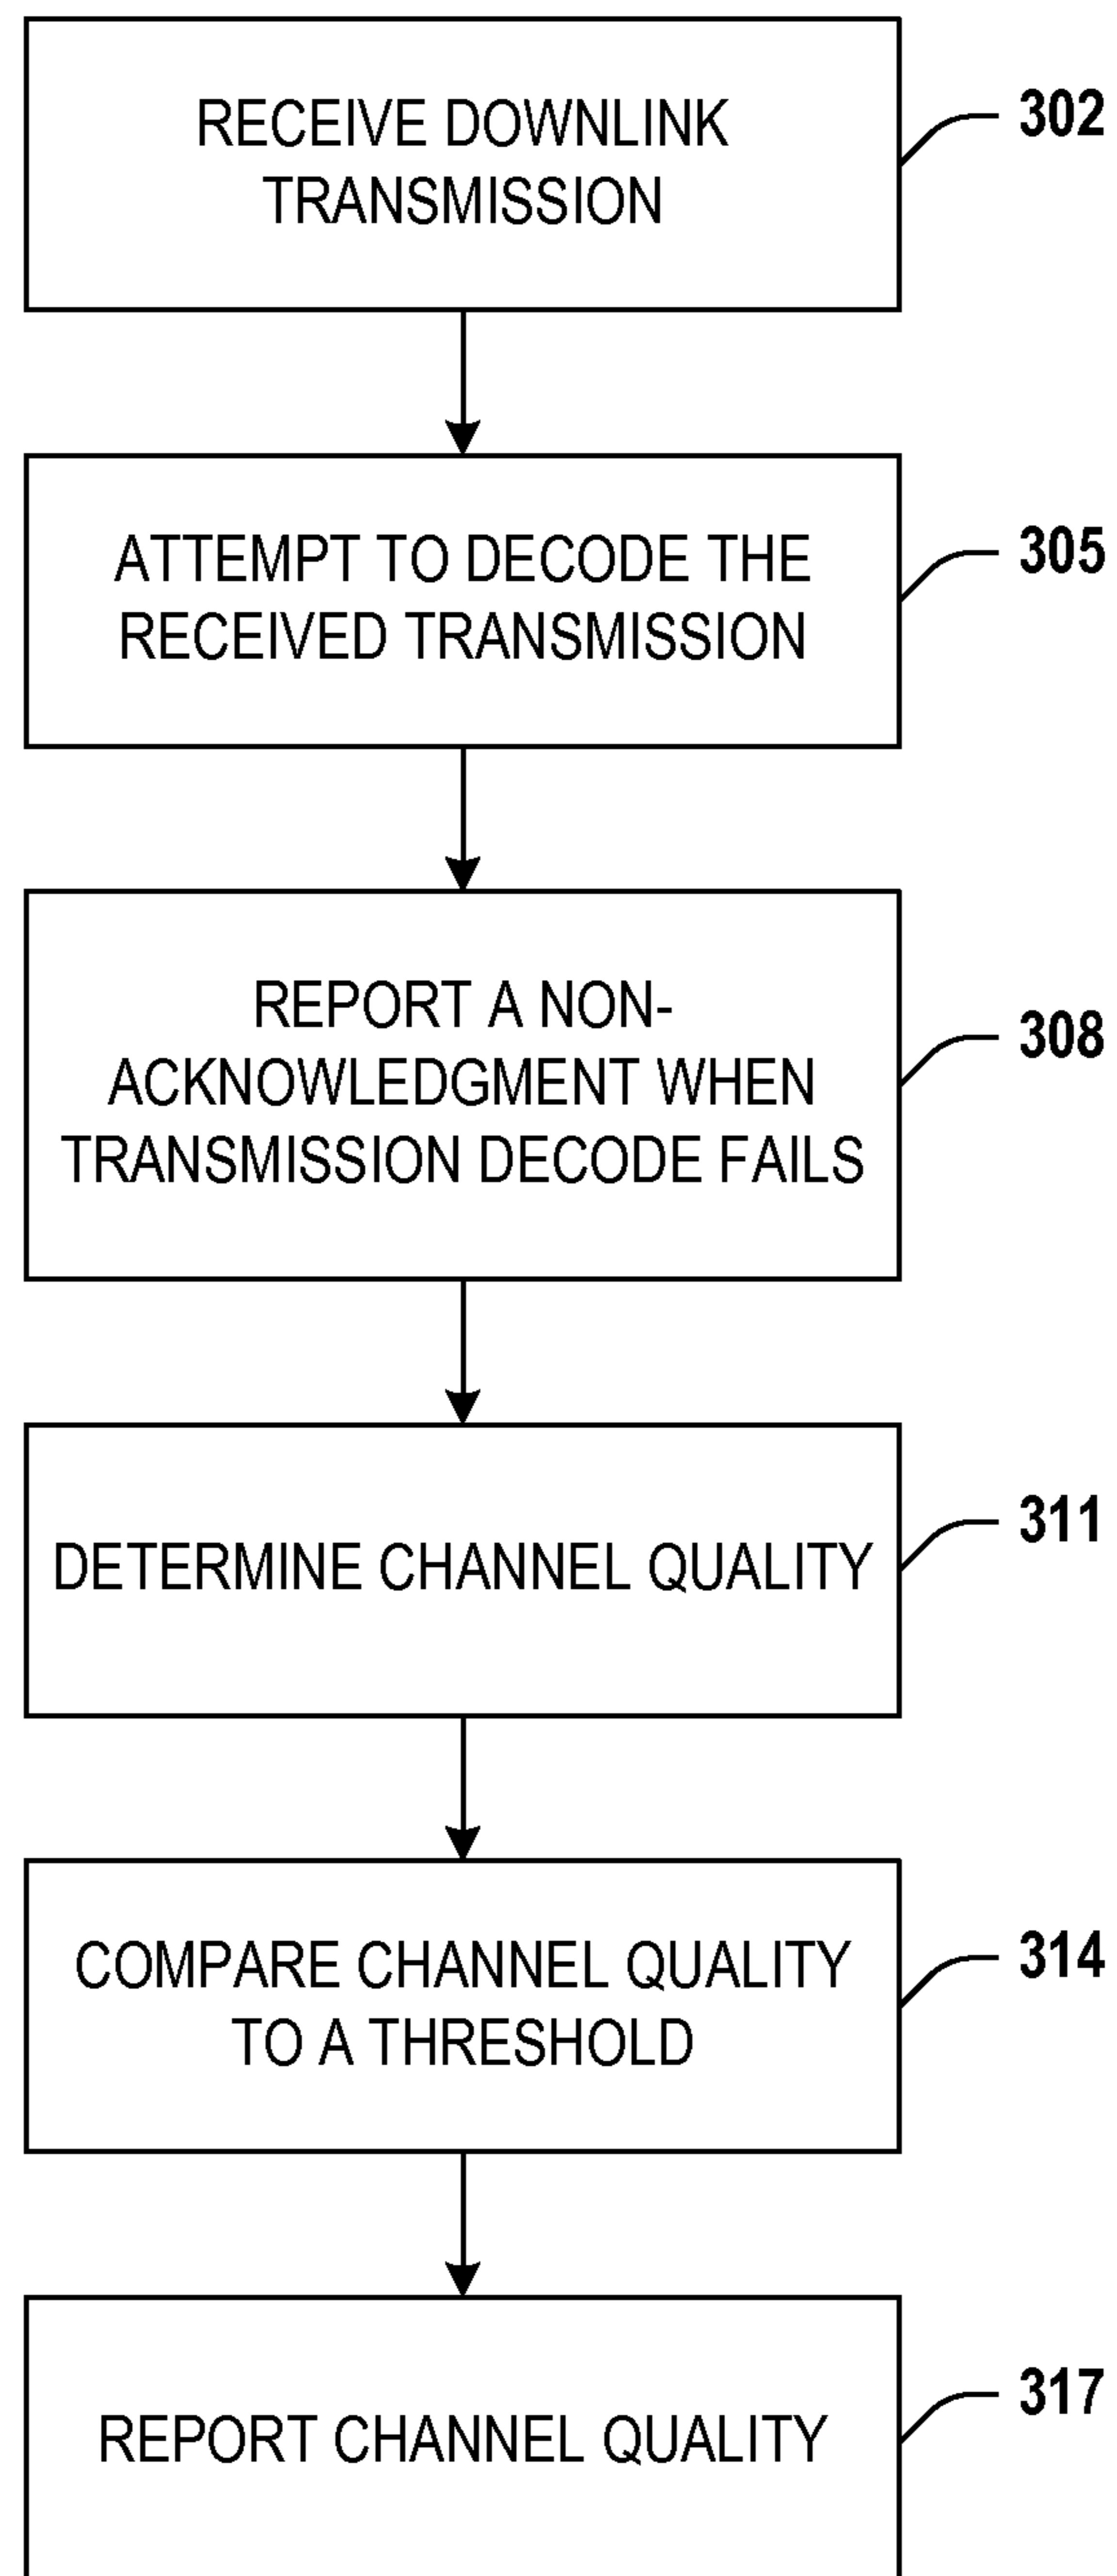 RECEIVE DOWNLINK
TRANSMISSION
302
ATTEMPT TO DECODE THE
RECEIVED TRANSMISSION
305
REPORT A NON-
ACKNOWLEDGMENT WHEN
TRANSMISSION DECODE FAILS
308
DETERMINE CHANNEL QUALITY
311
COMPARE CHANNEL QUALITY
TO A THRESHOLD
314
REPORT CHANNEL QUALITY
317